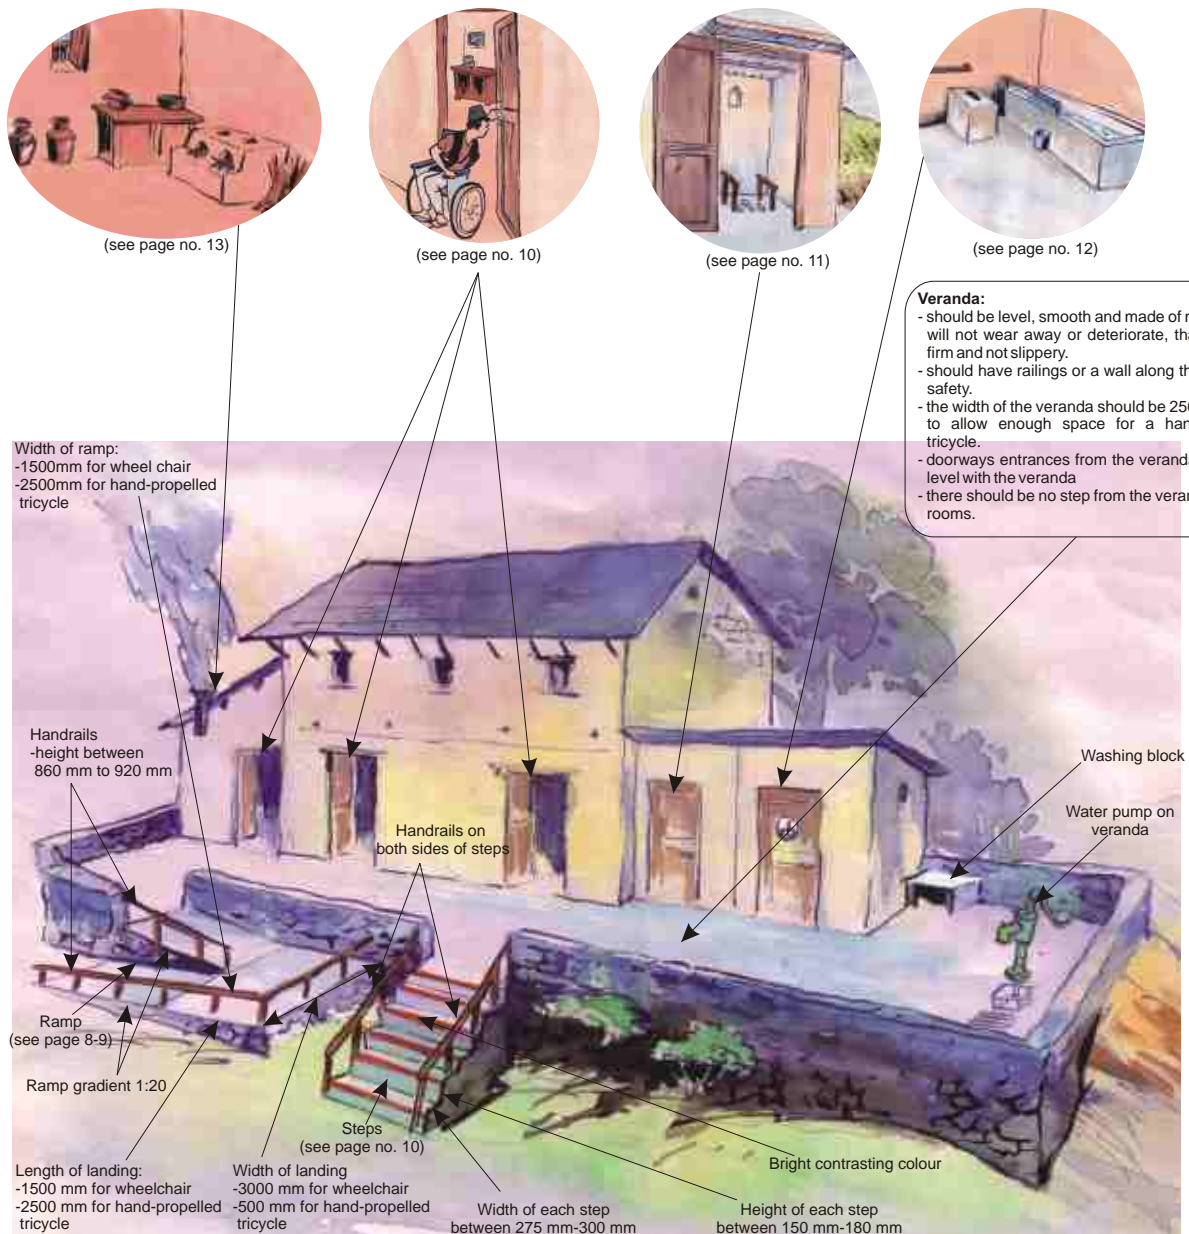 (see page no. 13)
(see page no. 10)
(see page no. 11)
(see page no. 12)
Veranda:
- should be level, smooth and made of
will not wear away or deteriorate,
firm and not slippery.
- should have railings or a wall along
safety.
- the width of the veranda should be
to allow enough space for a
tricycle.
- doorways entrances from the
level with the veranda
- there should be no step from the
rooms.
Width of ramp:
-1500mm for wheel chair
-2500mm for hand-propelled
tricycle
Handrails
-height between
860 mm to 920 mm
Handrails on
both sides of steps
Washing block
Water pump on
veranda
Ramp
(see page 8-9)
Ramp gradient 1:20
Steps
(see page no. 10)
Bright contrasting colour
Length of landing:
-1500 mm for wheelchair
-2500 mm for hand-propelled
tricycle
Width of landing
-3000 mm for wheelchair
-500 mm for hand-propelled
tricycle
Width of each step
between 275 mm-300 mm
Height of each step
between 150 mm-180 mm